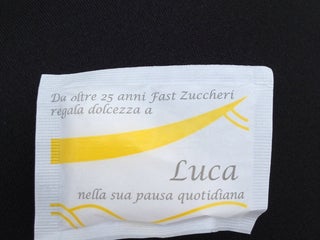 Da oltre 25 anni Fast Zuccheri
regala dolcezza a
Luca
nella sua pausa quotidiana